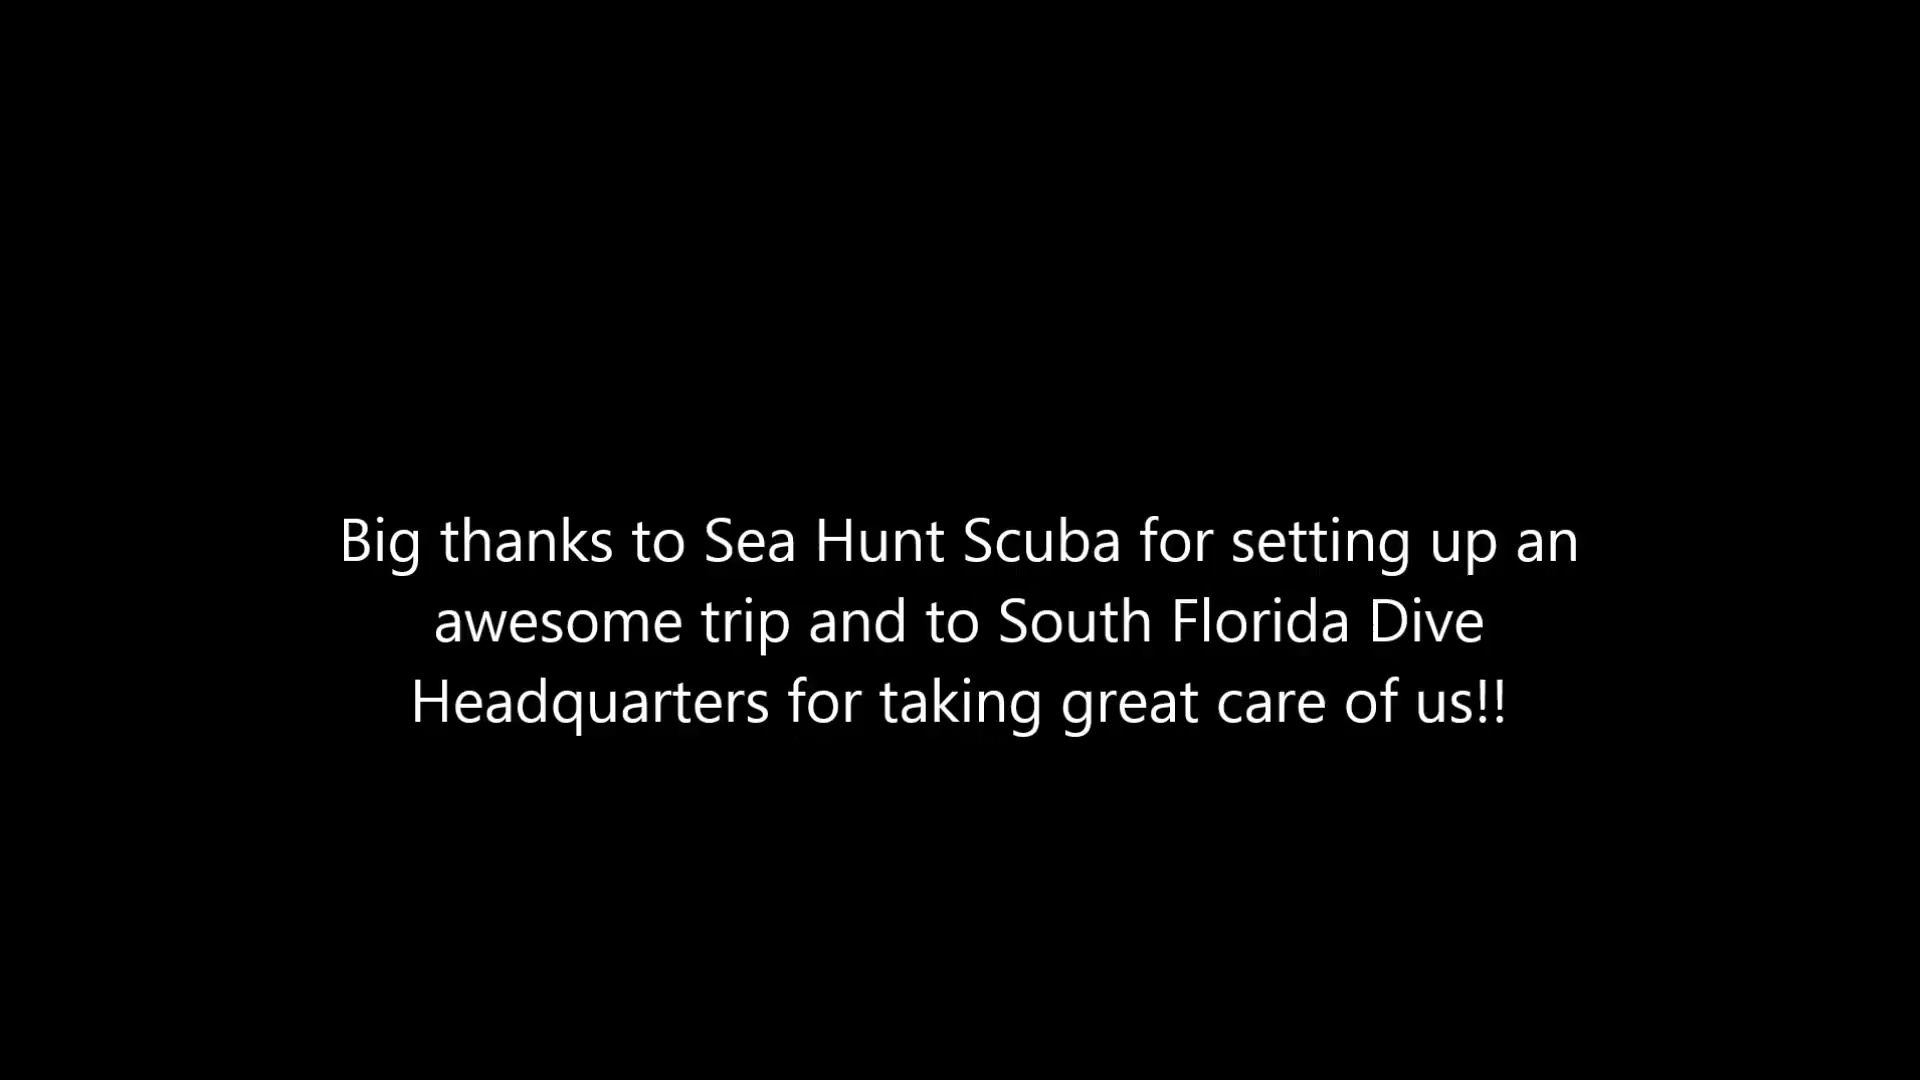 Big thanks to Sea Hunt Scuba for setting up an
awesome trip and to South Florida Dive
Headquarters for taking great care of us!!